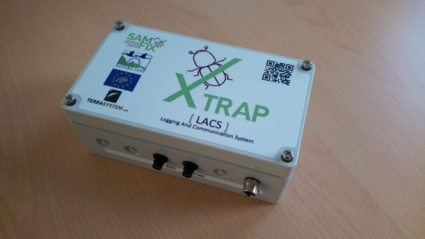 SAM
FIX
XTRAP
[ LACS ]
Logging And Communication System
TERRASYSTEM